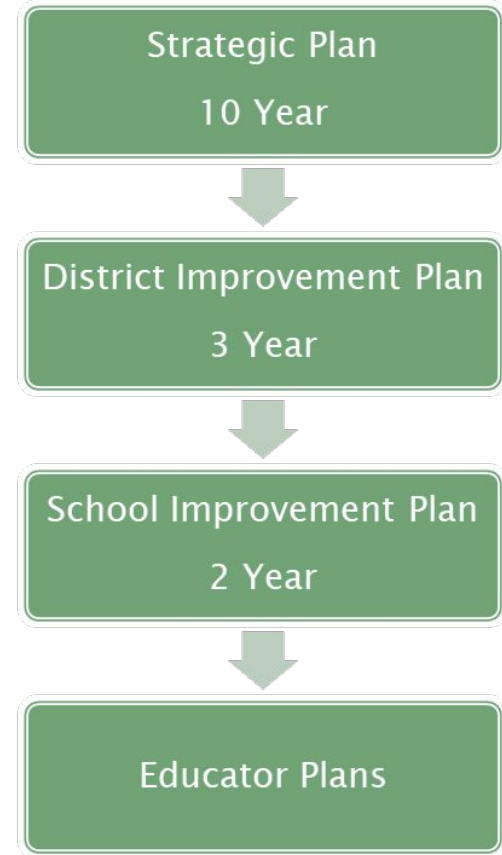 Strategic Plan
10 Year
District Improvement Plan
3 Year
School Improvement Plan
2 Year
Educator Plans